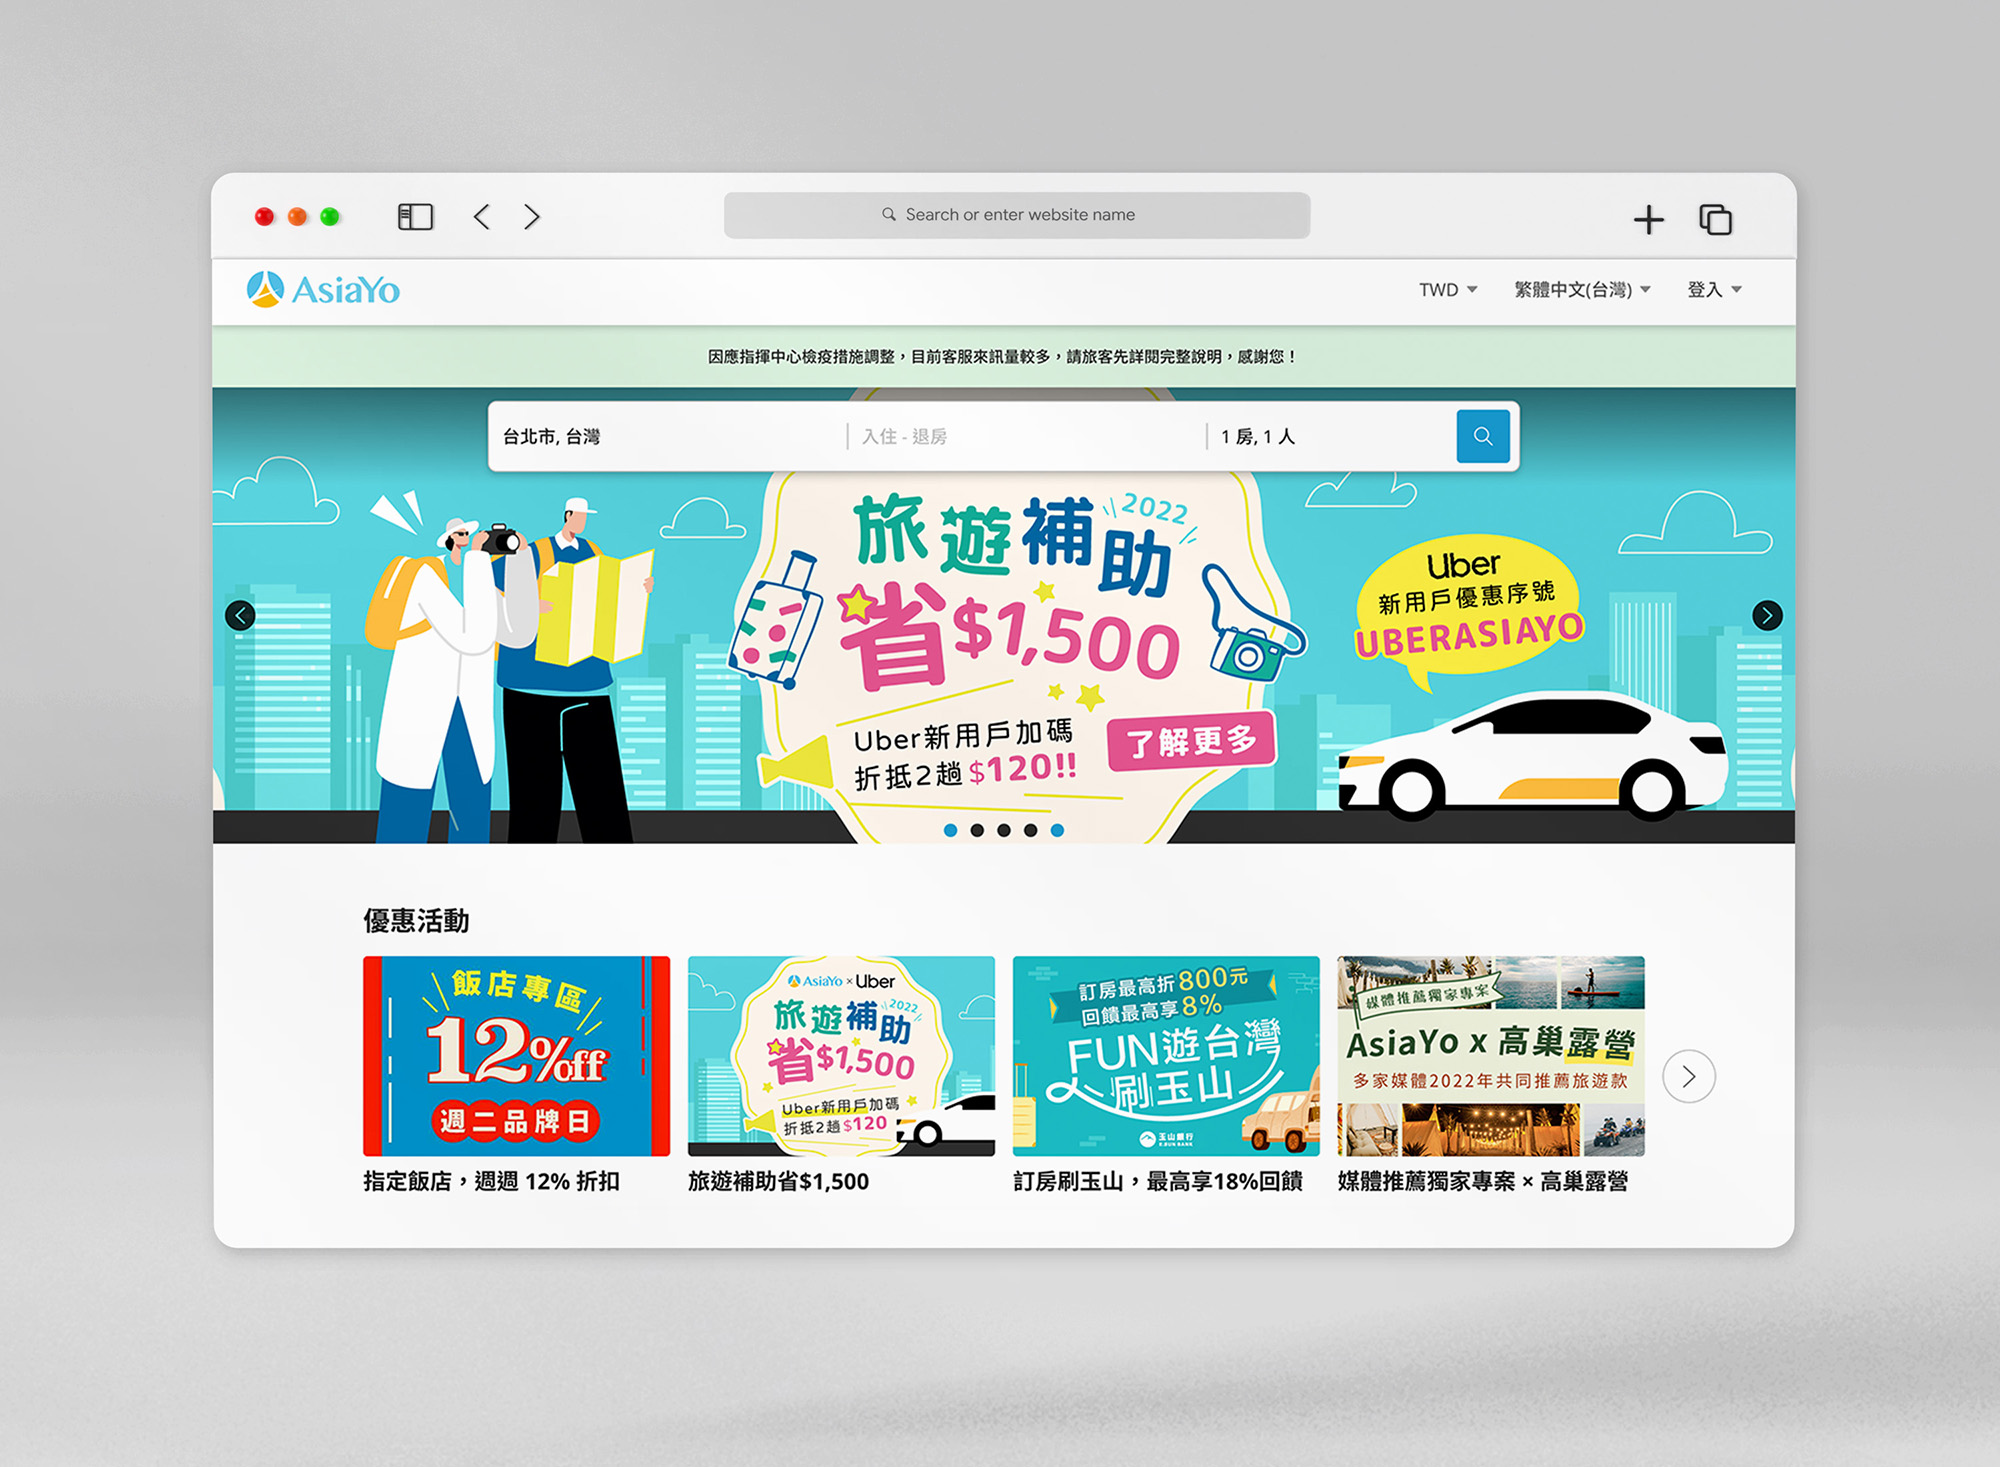 Search or enter website name
AsiaYo
TWD
繁體中文(台灣)
登入
因應指揮中心檢疫措施調整，目前客服來訊量較多，請旅客先詳閱完整說明，感謝您！
台北市, 台灣
入住 - 退房
1 房, 1 人
旅遊補助
2022
省$1,500
Uber新用戶加碼
折抵2趟$120!!
了解更多
Uber
新用戶優惠序號
UBERASIAYO
優惠活動
飯店專區
12%off
週二品牌日
指定飯店，週週 12% 折扣
AsiaYo × Uber
旅遊補助
2022
省$1,500
Uber新用戶加碼
折抵2趟$120
旅遊補助省$1,500
訂房最高折800元
回饋最高享8%
FUN遊台灣
刷玉山
玉山銀行
E.SUN BANK
訂房刷玉山，最高享18%回饋
媒體推薦獨家專案
AsiaYo x 高巢露營
多家媒體2022年共同推薦旅遊款
媒體推薦獨家專案 × 高巢露營